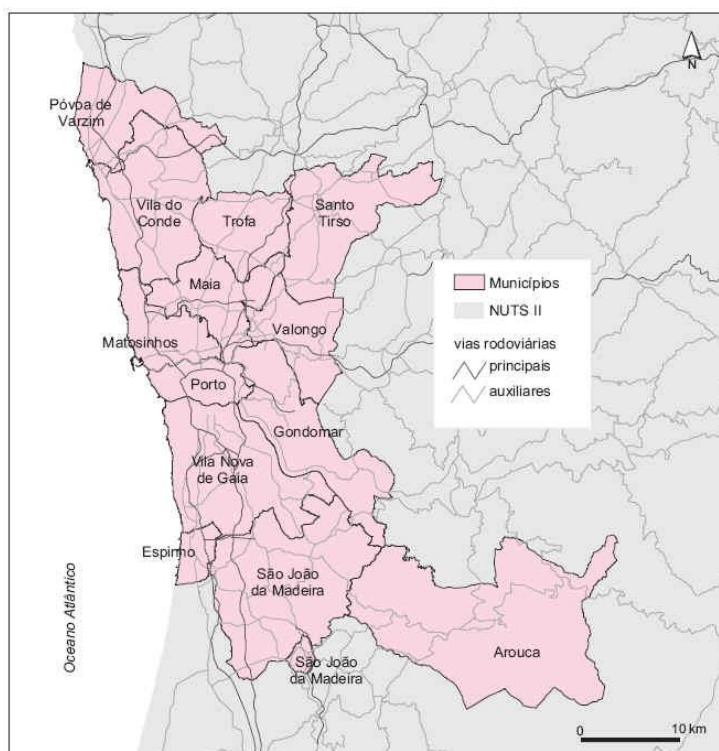 N
Póvoa de
Varzim
Vila do
Conde
Trofa
Santo
Tirso
Maia
Municípios
NUTS II
Matosinhos
Valongo
vias rodoviárias
principais
auxiliares
Porto
Gondomar
Vila Nova
de Gaia
Espinho
São João
da Madeira
Oceano Atlântico
Arouca
São João
da Madeira
0 10 km